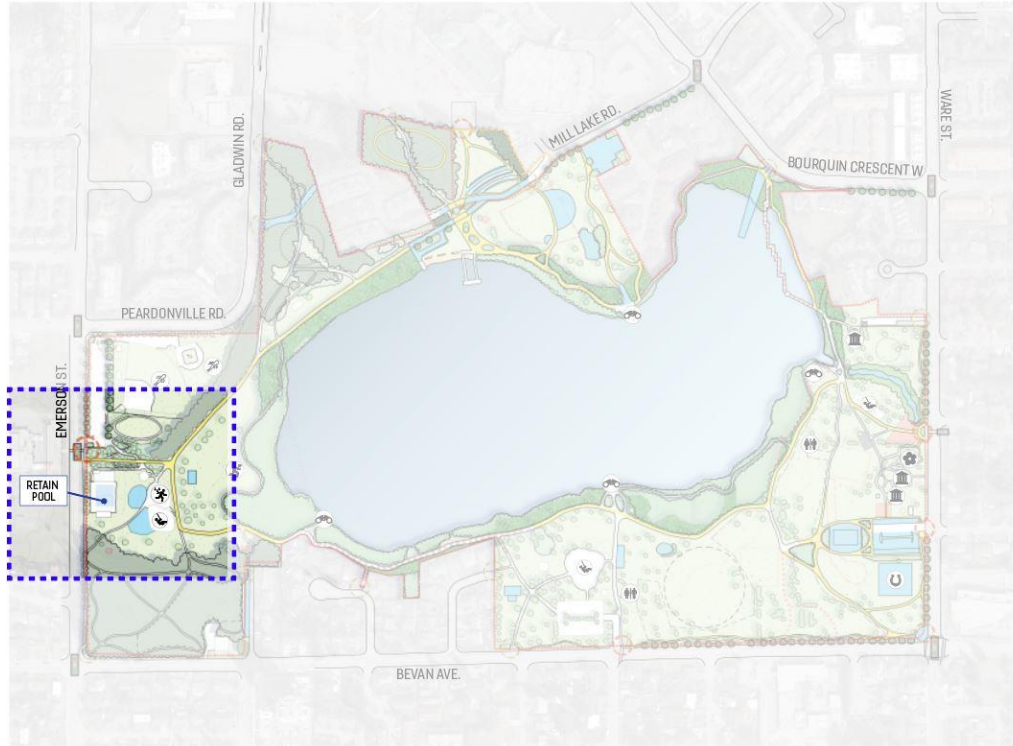 MILL LAKE RD.
WARE ST.
GLADWIN RD.
BOURQUIN CRESCENT W
PEARDONVILLE RD.
EMERSON ST.
RETAIN
POOL
BEVAN AVE.